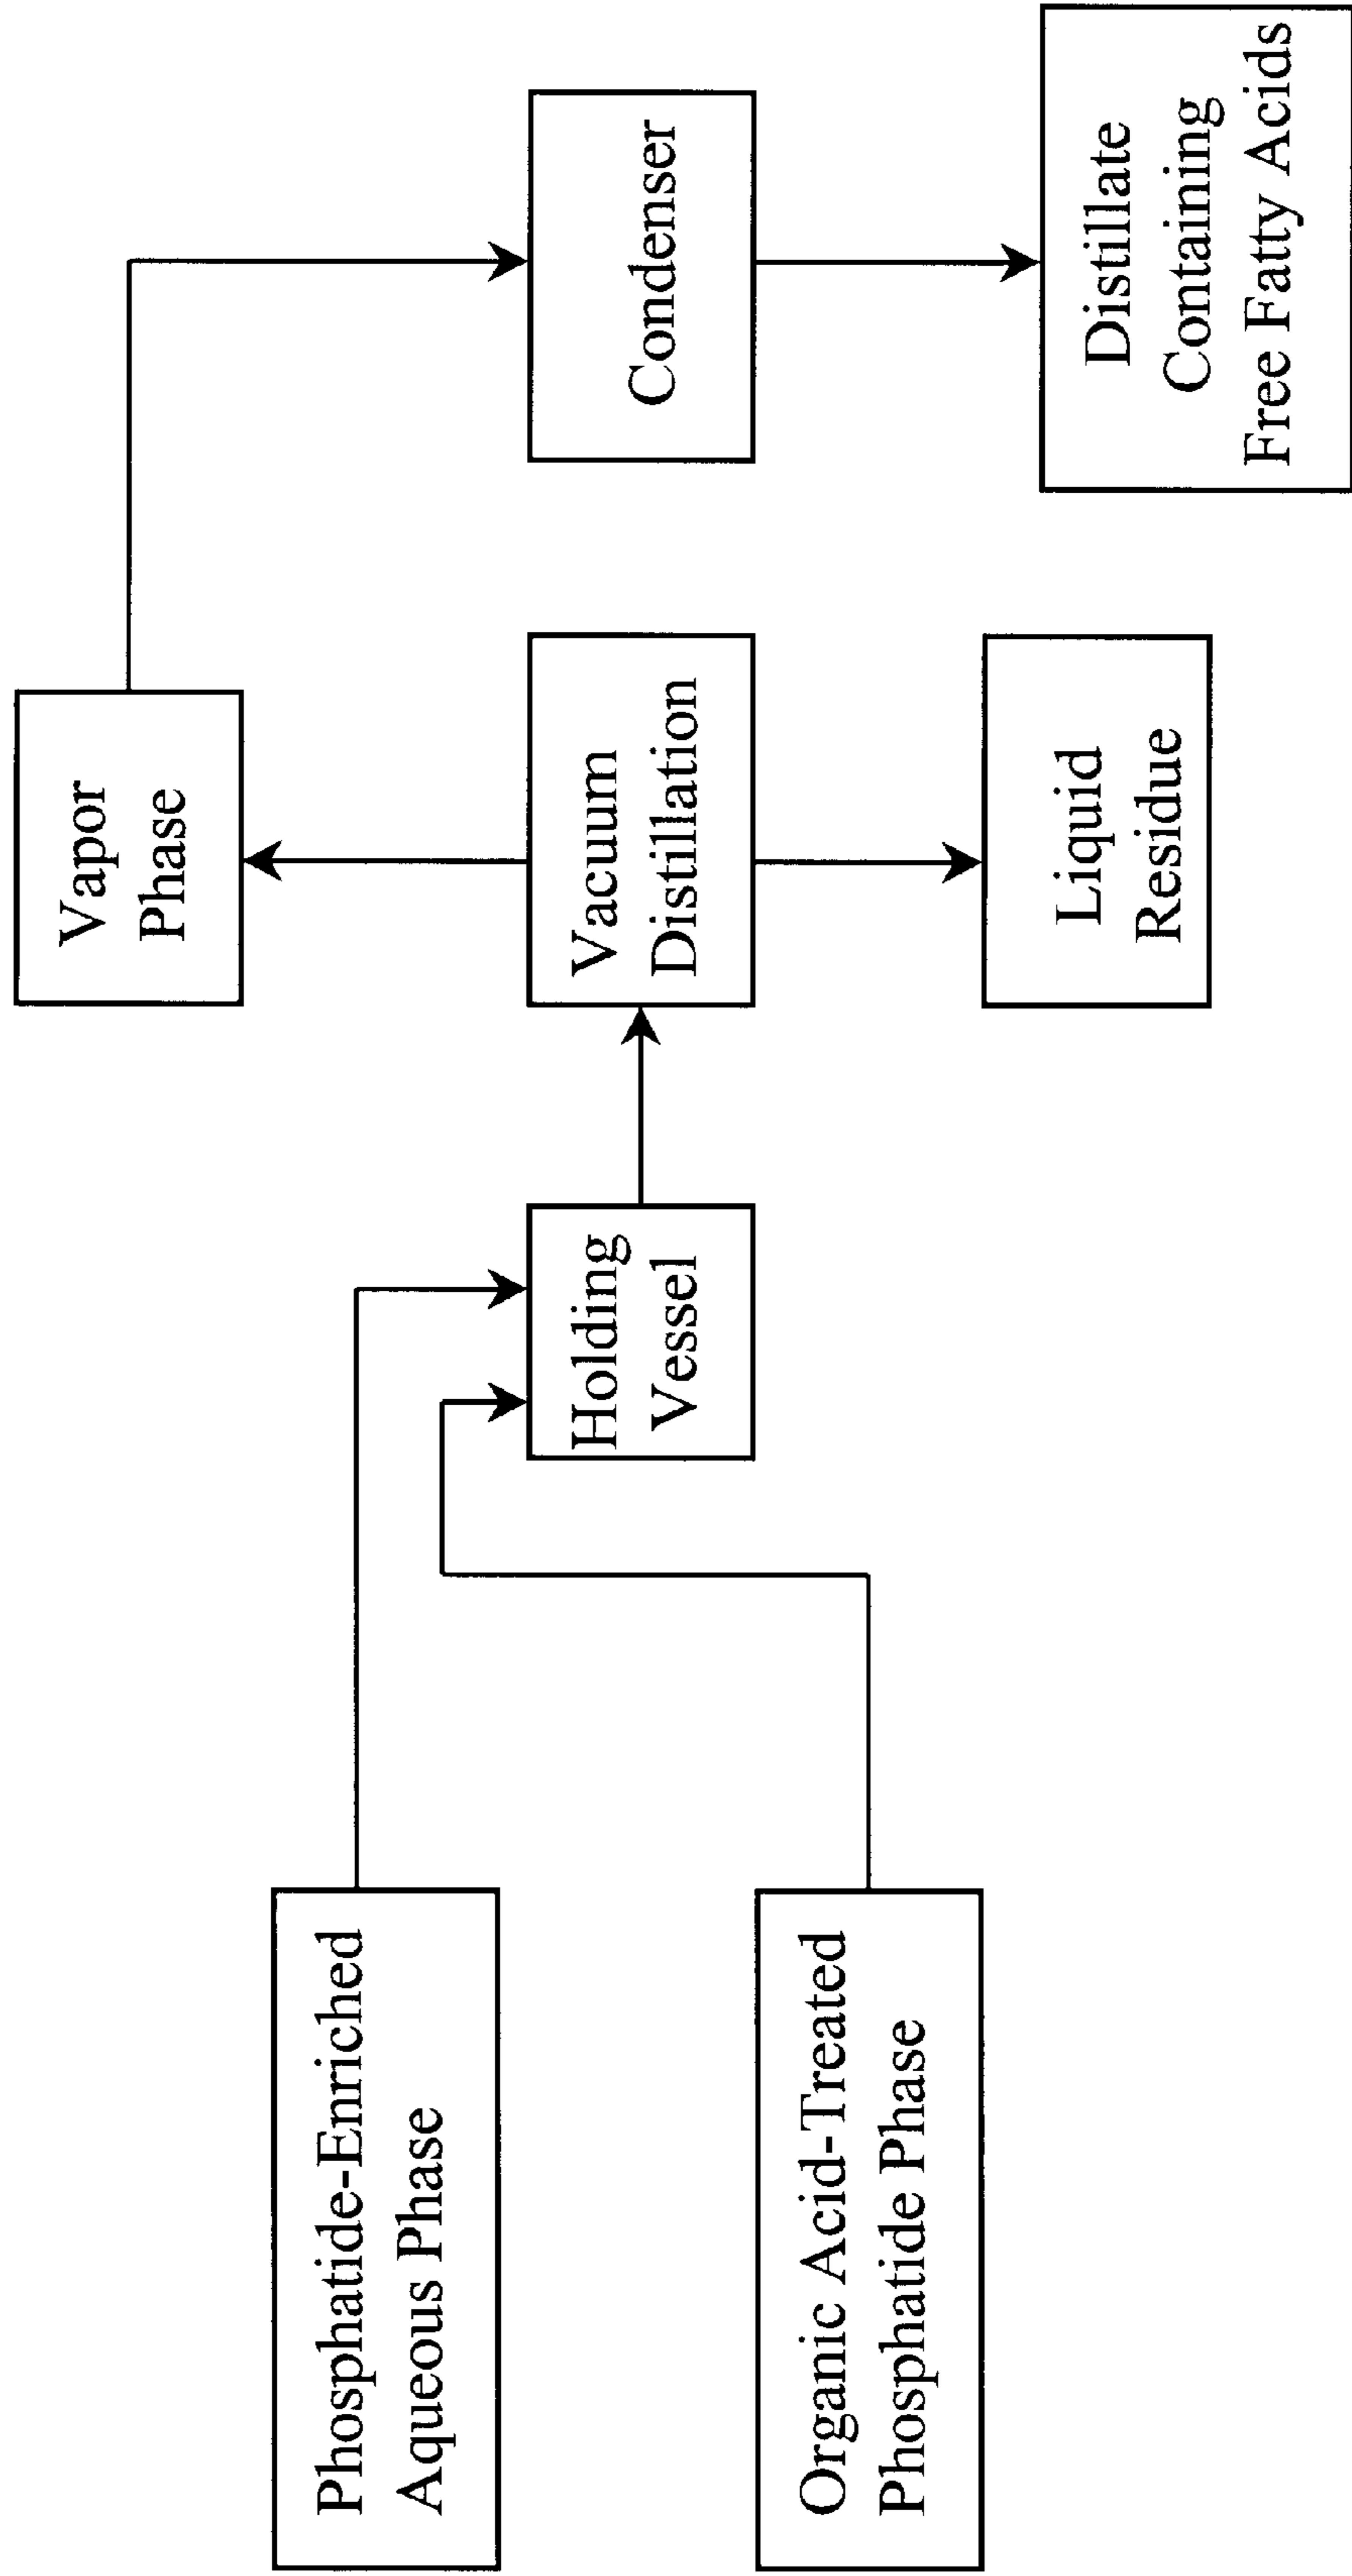 Phosphatide-Enriched
Aqueous Phase
Organic Acid-Treated
Phosphatide Phase
Holding
Vessel
Vapor
Phase
Vacuum
Distillation
Liquid
Residue
Condenser
Distillate
Containing
Free Fatty Acids